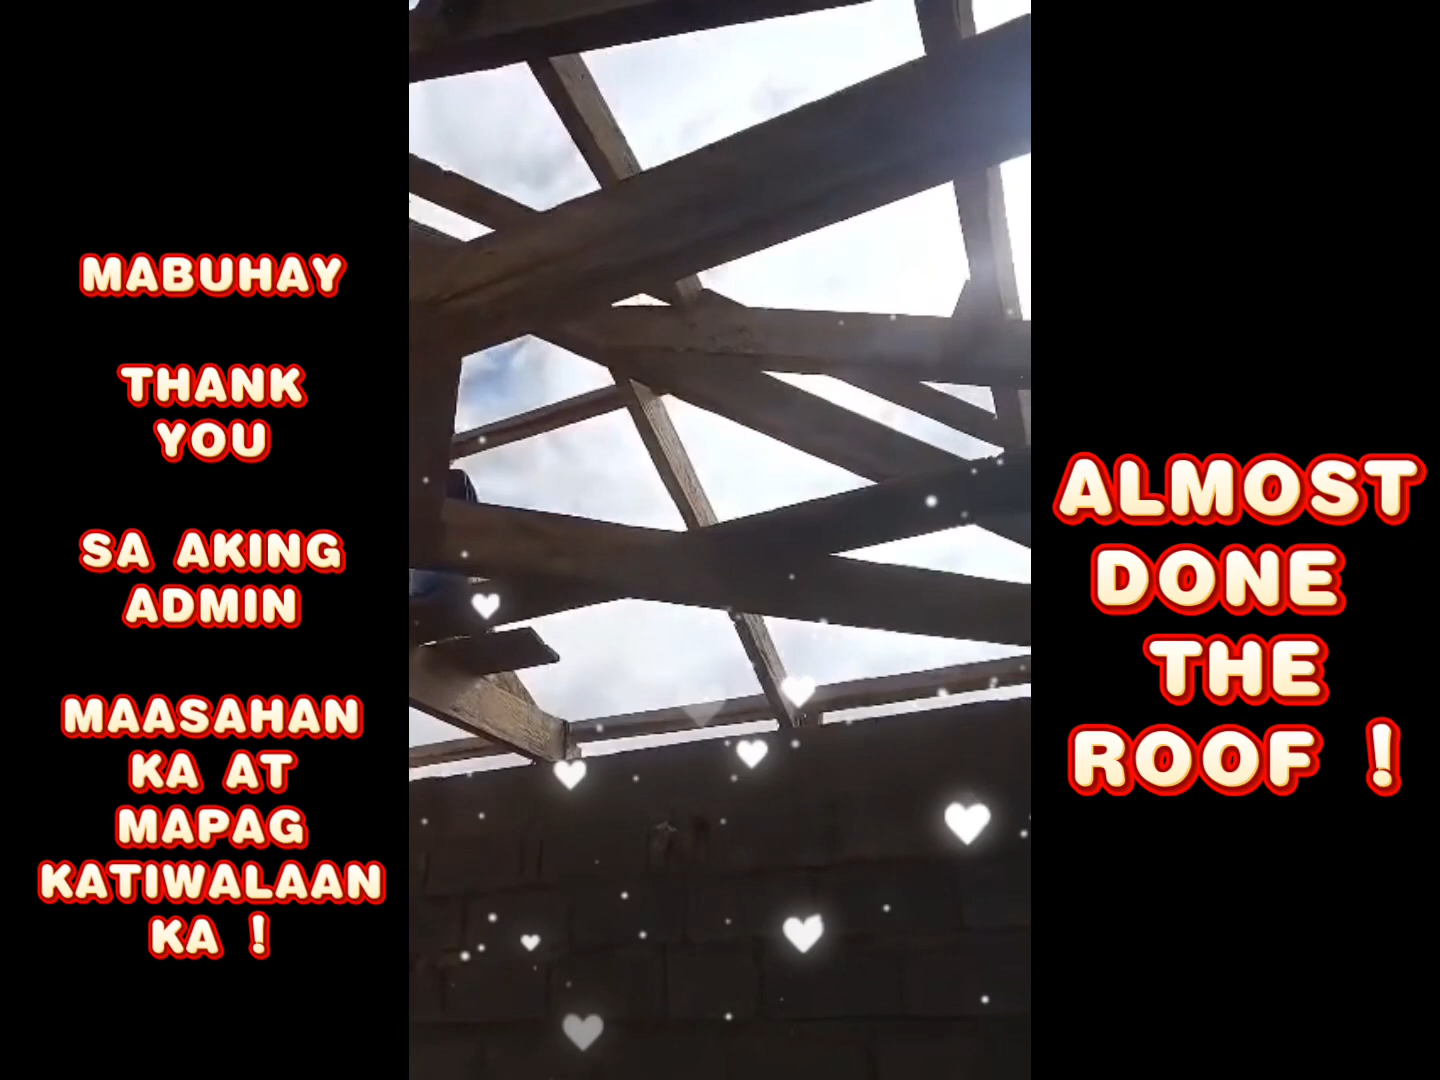 MABUHAY
THANK
YOU
SA AKING
ADMIN
MAASAHAN
KA AT
MAPAG
KATIWALAAN
KA !
ALMOST
DONE
THE
ROOF !